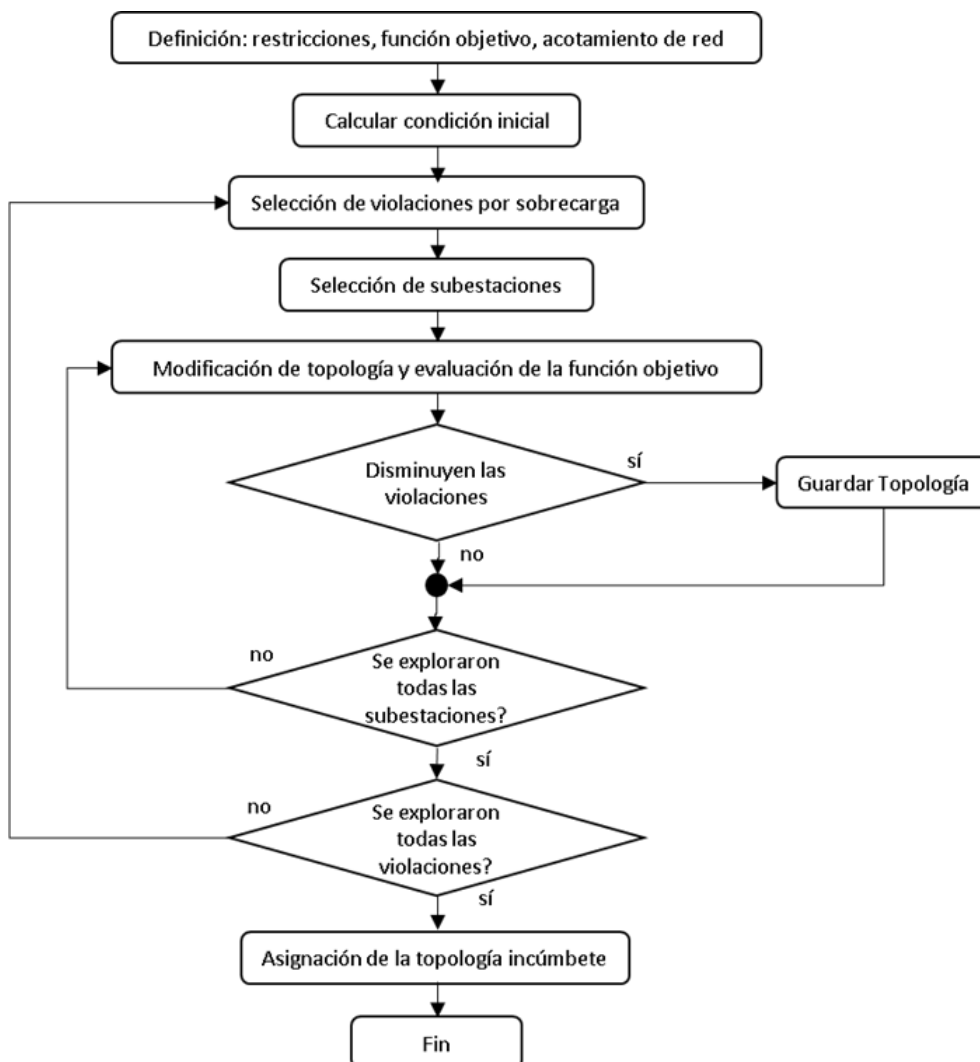 Definición: restricciones, función objetivo, acotamiento de red
Calcular condición inicial
Selección de violaciones por sobrecarga
Selección de subestaciones
Modificación de topología y evaluación de la función objetivo
Disminuyen las
violaciones
sí
Guardar Topología
no
Se exploraron
todas las
subestaciones?
no
sí
Se exploraron
todas las
violaciones?
no
sí
Asignación de la topología incúmbete
Fin